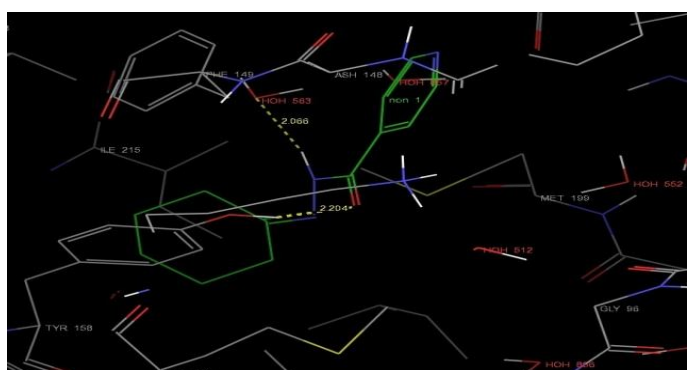 PHE 149
ASH 148
HOH 563
non 1
2.066
ILE 215
2.204
MET 199
HOH 552
HOH 512
GLY 96
TYR 158